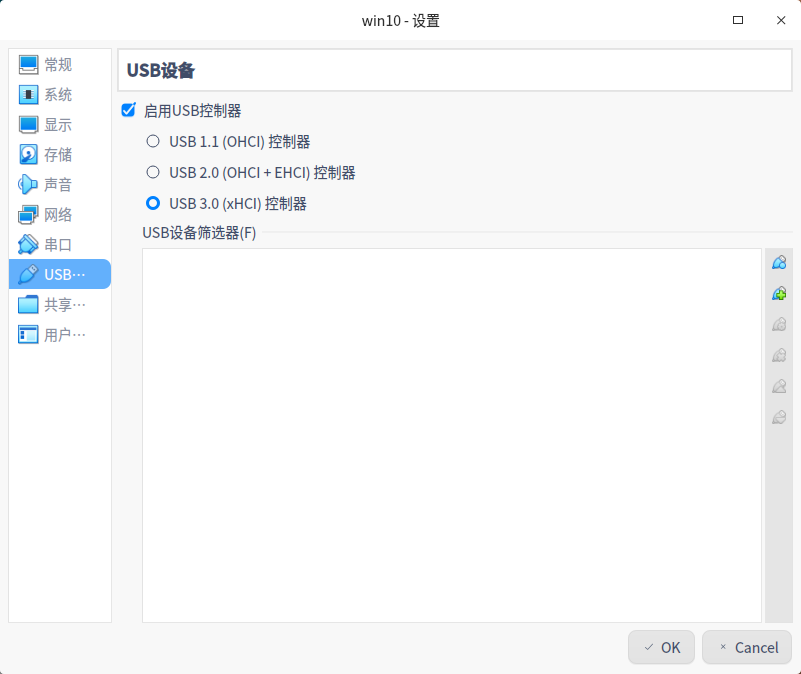 win10 - 设置
常规
系统
显示
存储
声音
网络
串口
USB…
共享…
用户…
USB设备
启用USB控制器
USB 1.1 (OHCI) 控制器
USB 2.0 (OHCI + EHCI) 控制器
USB 3.0 (xHCI) 控制器
USB设备筛选器(F)
OK
Cancel